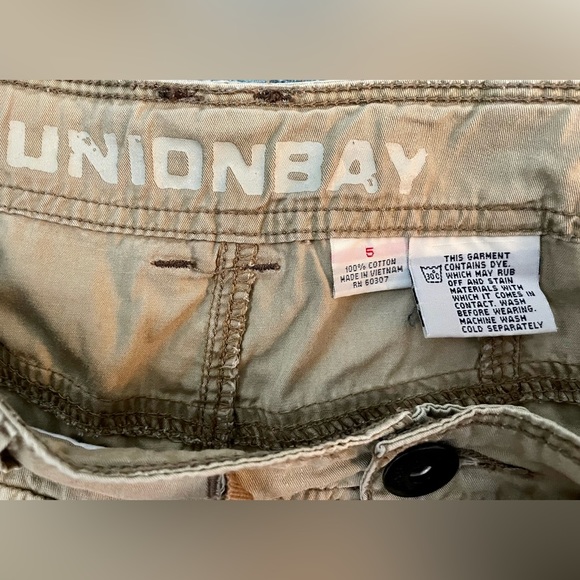 UNIONBAY
5
100% COTTON
MADE IN VIETNAM
RN 60307
30C
THIS GARMENT
CONTAINS DYE.
WHICH MAY RUB
OFF AND STAIN
MATERIALS WITH
WHICH IT COMES IN
CONTACT. WASH
BEFORE WEARING.
MACHINE WASH
COLD SEPARATELY